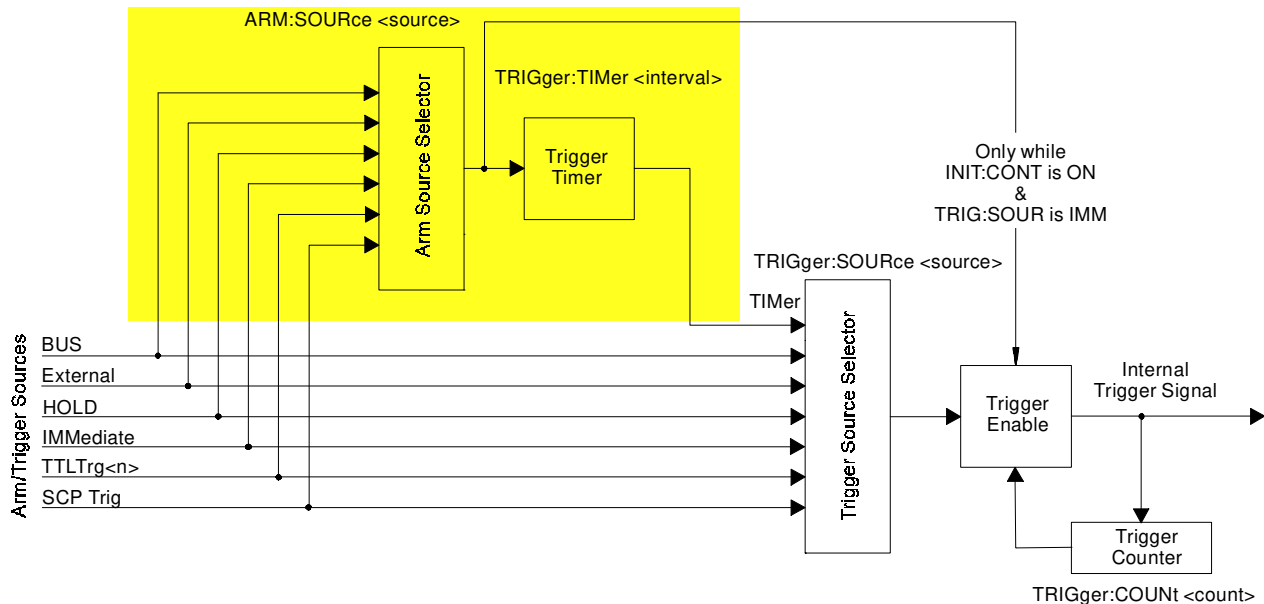 ARM:SOURce <source>
Arm Source Selector
TRIGger:TIMer <interval>
Trigger
Timer
Only while
INIT:CONT is ON
&
TRIG:SOUR is IMM
TRIGger:SOURce <source>
TIMer
Trigger Source Selector
Arm/Trigger Sources
BUS
External
HOLD
IMMediate
TTLTrg<n>
SCP Trig
Trigger
Enable
Internal
Trigger Signal
Trigger
Counter
TRIGger:COUNt <count>